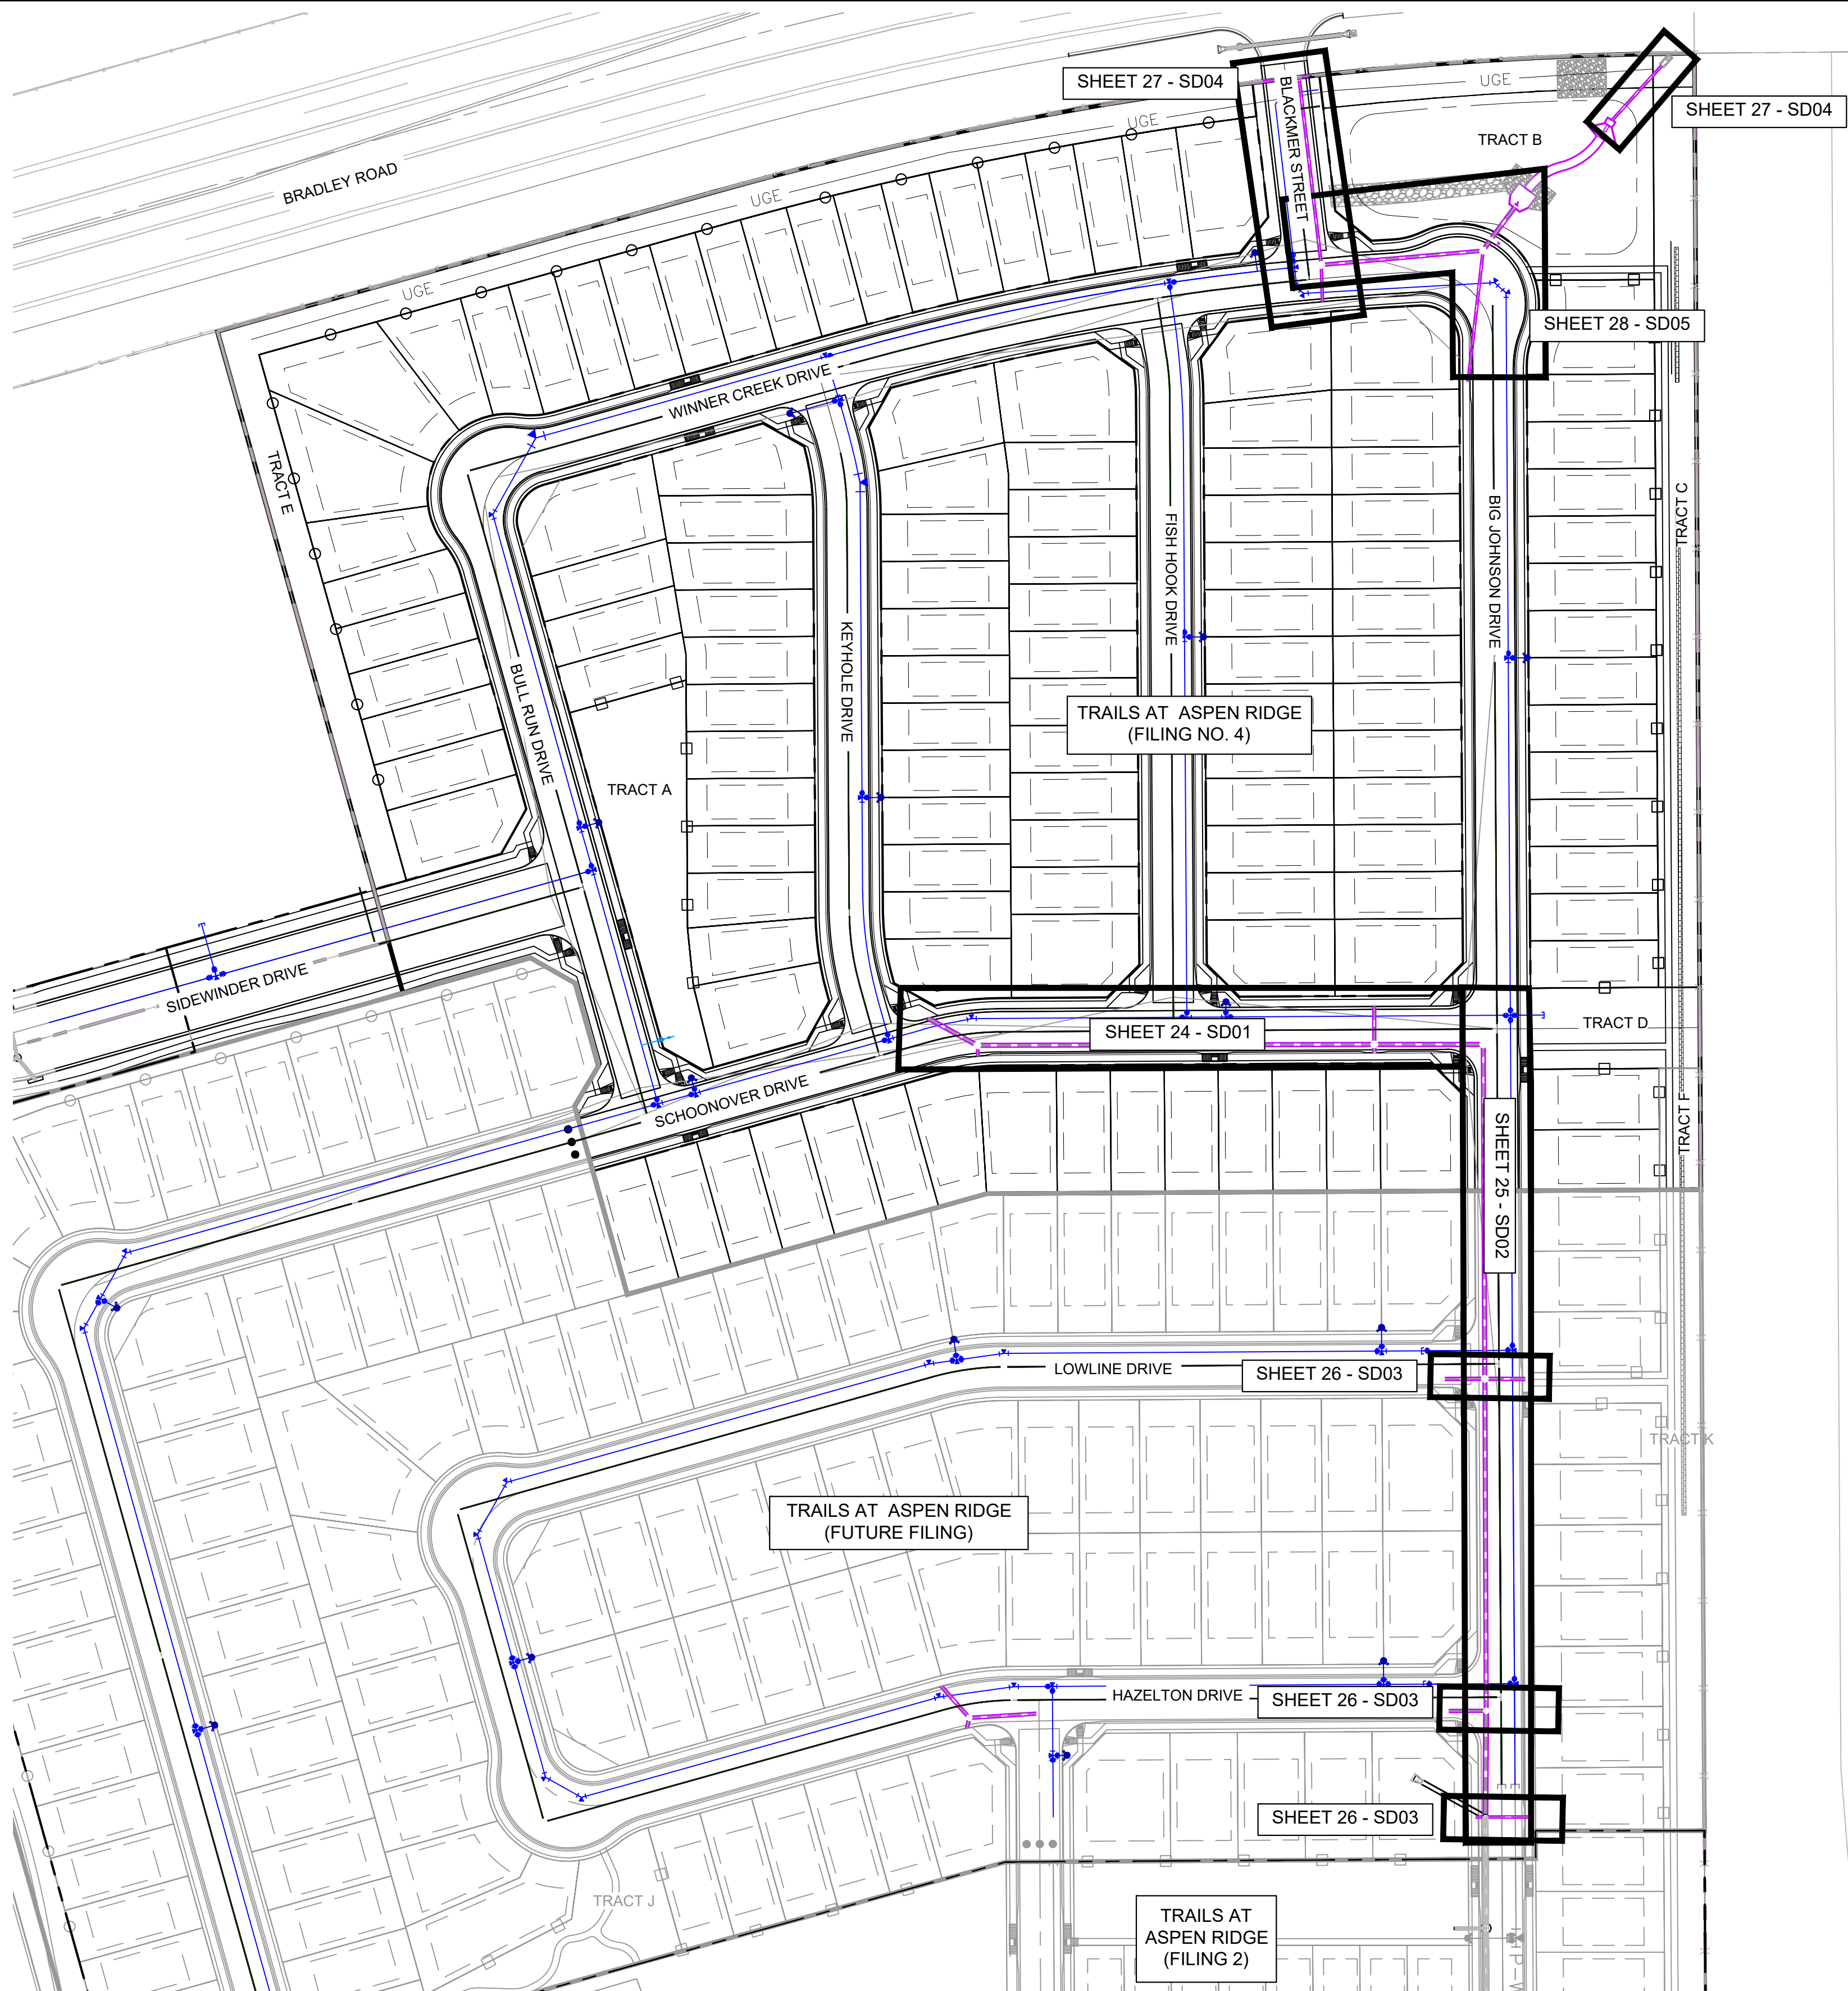 SHEET 27 - SD04
BLACKMER STREET
UGE
SHEET 27 - SD04
UGE
TRACT B
BRADLEY ROAD
UGE
UGE
SHEET 28 - SD05
WINNER CREEK DRIVE
TRACT E
TRACT C
FISH HOOK DRIVE
BIG JOHNSON DRIVE
KEYHOLE DRIVE
BULL RUN DRIVE
TRAILS AT ASPEN RIDGE
(FILING NO. 4)
TRACT A
SIDEWINDER DRIVE
SHEET 24 - SD01
TRACT D
SCHOONOVER DRIVE
TRACT F
SHEET 25 - SD02
LOWLINE DRIVE
SHEET 26 - SD03
TRACT K
TRAILS AT ASPEN RIDGE
(FUTURE FILING)
HAZELTON DRIVE
SHEET 26 - SD03
SHEET 26 - SD03
TRACT J
TRAILS AT
ASPEN RIDGE
(FILING 2)